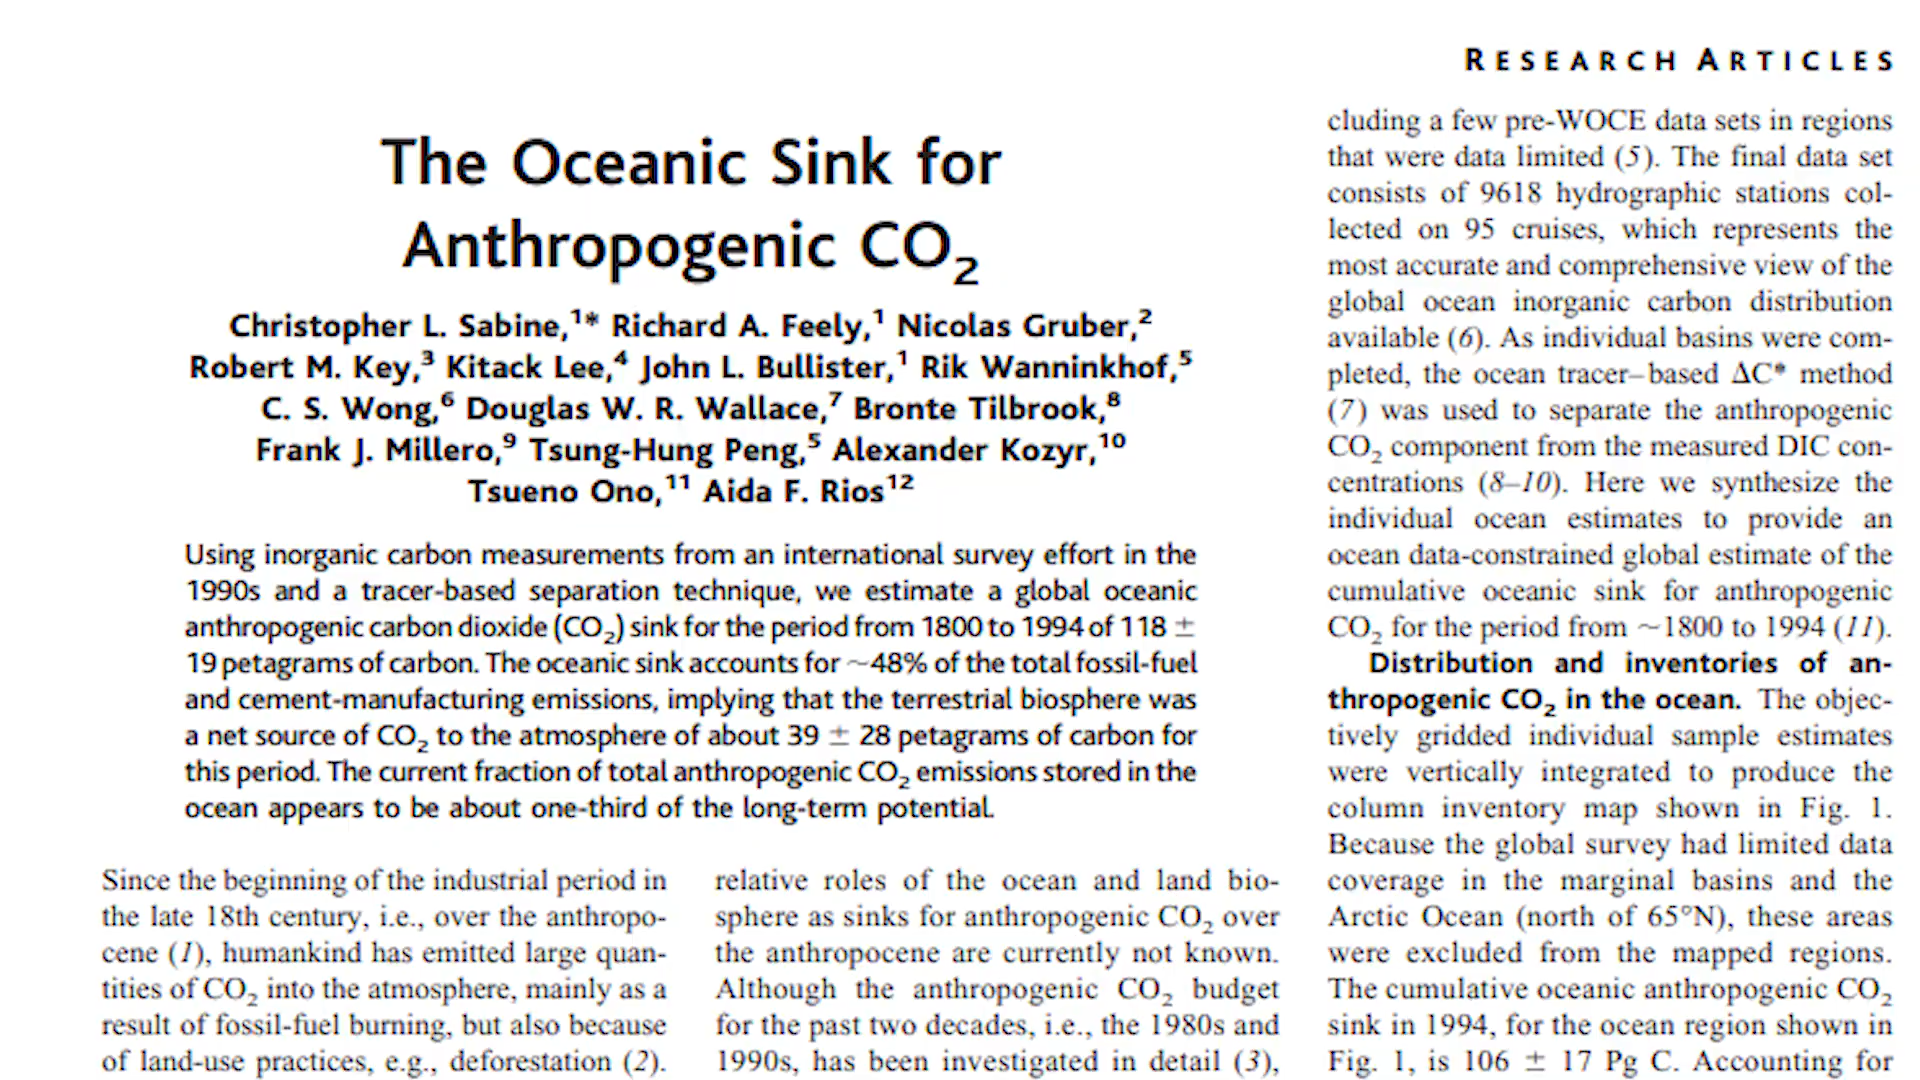 RESEARCH ARTICLES
The Oceanic Sink for
Anthropogenic CO₂
Christopher L. Sabine,¹* Richard A. Feely,¹ Nicolas Gruber,²
Robert M. Key,³ Kitack Lee,⁴ John L. Bullister,¹ Rik Wanninkhof,⁵
C. S. Wong,⁶ Douglas W. R. Wallace,⁷ Bronte Tilbrook,⁸
Frank J. Millero,⁹ Tsung-Hung Peng,⁵ Alexander Kozyr,¹⁰
Tsueno Ono,¹¹ Aida F. Rios¹²
Using inorganic carbon measurements from an international survey effort in the
1990s and a tracer-based separation technique, we estimate a global oceanic
anthropogenic carbon dioxide (CO₂) sink for the period from 1800 to 1994 of 118 ±
19 petagrams of carbon. The oceanic sink accounts for ~48% of the total fossil-fuel
and cement-manufacturing emissions, implying that the terrestrial biosphere was
a net source of CO₂ to the atmosphere of about 39 ± 28 petagrams of carbon for
this period. The current fraction of total anthropogenic CO₂ emissions stored in the
ocean appears to be about one-third of the long-term potential.
Since the beginning of the industrial period in
the late 18th century, i.e., over the anthropo-
cene (1), humankind has emitted large quan-
tities of CO₂ into the atmosphere, mainly as a
result of fossil-fuel burning, but also because
of land-use practices, e.g., deforestation (2).
relative roles of the ocean and land bio-
sphere as sinks for anthropogenic CO₂ over
the anthropocene are currently not known.
Although the anthropogenic CO₂ budget
for the past two decades, i.e., the 1980s and
1990s, has been investigated in detail (3),
cluding a few pre-WOCE data sets in regions
that were data limited (5). The final data set
consists of 9618 hydrographic stations col-
lected on 95 cruises, which represents the
most accurate and comprehensive view of the
global ocean inorganic carbon distribution
available (6). As individual basins were com-
pleted, the ocean tracer–based ΔC* method
(7) was used to separate the anthropogenic
CO₂ component from the measured DIC con-
centrations (8–10). Here we synthesize the
individual ocean estimates to provide an
ocean data-constrained global estimate of the
cumulative oceanic sink for anthropogenic
CO₂ for the period from ~1800 to 1994 (11).
Distribution and inventories of an-
thropogenic CO₂ in the ocean. The objec-
tively gridded individual sample estimates
were vertically integrated to produce the
column inventory map shown in Fig. 1.
Because the global survey had limited data
coverage in the marginal basins and the
Arctic Ocean (north of 65°N), these areas
were excluded from the mapped regions.
The cumulative oceanic anthropogenic CO₂
sink in 1994, for the ocean region shown in
Fig. 1, is 106 ± 17 Pg C. Accounting for